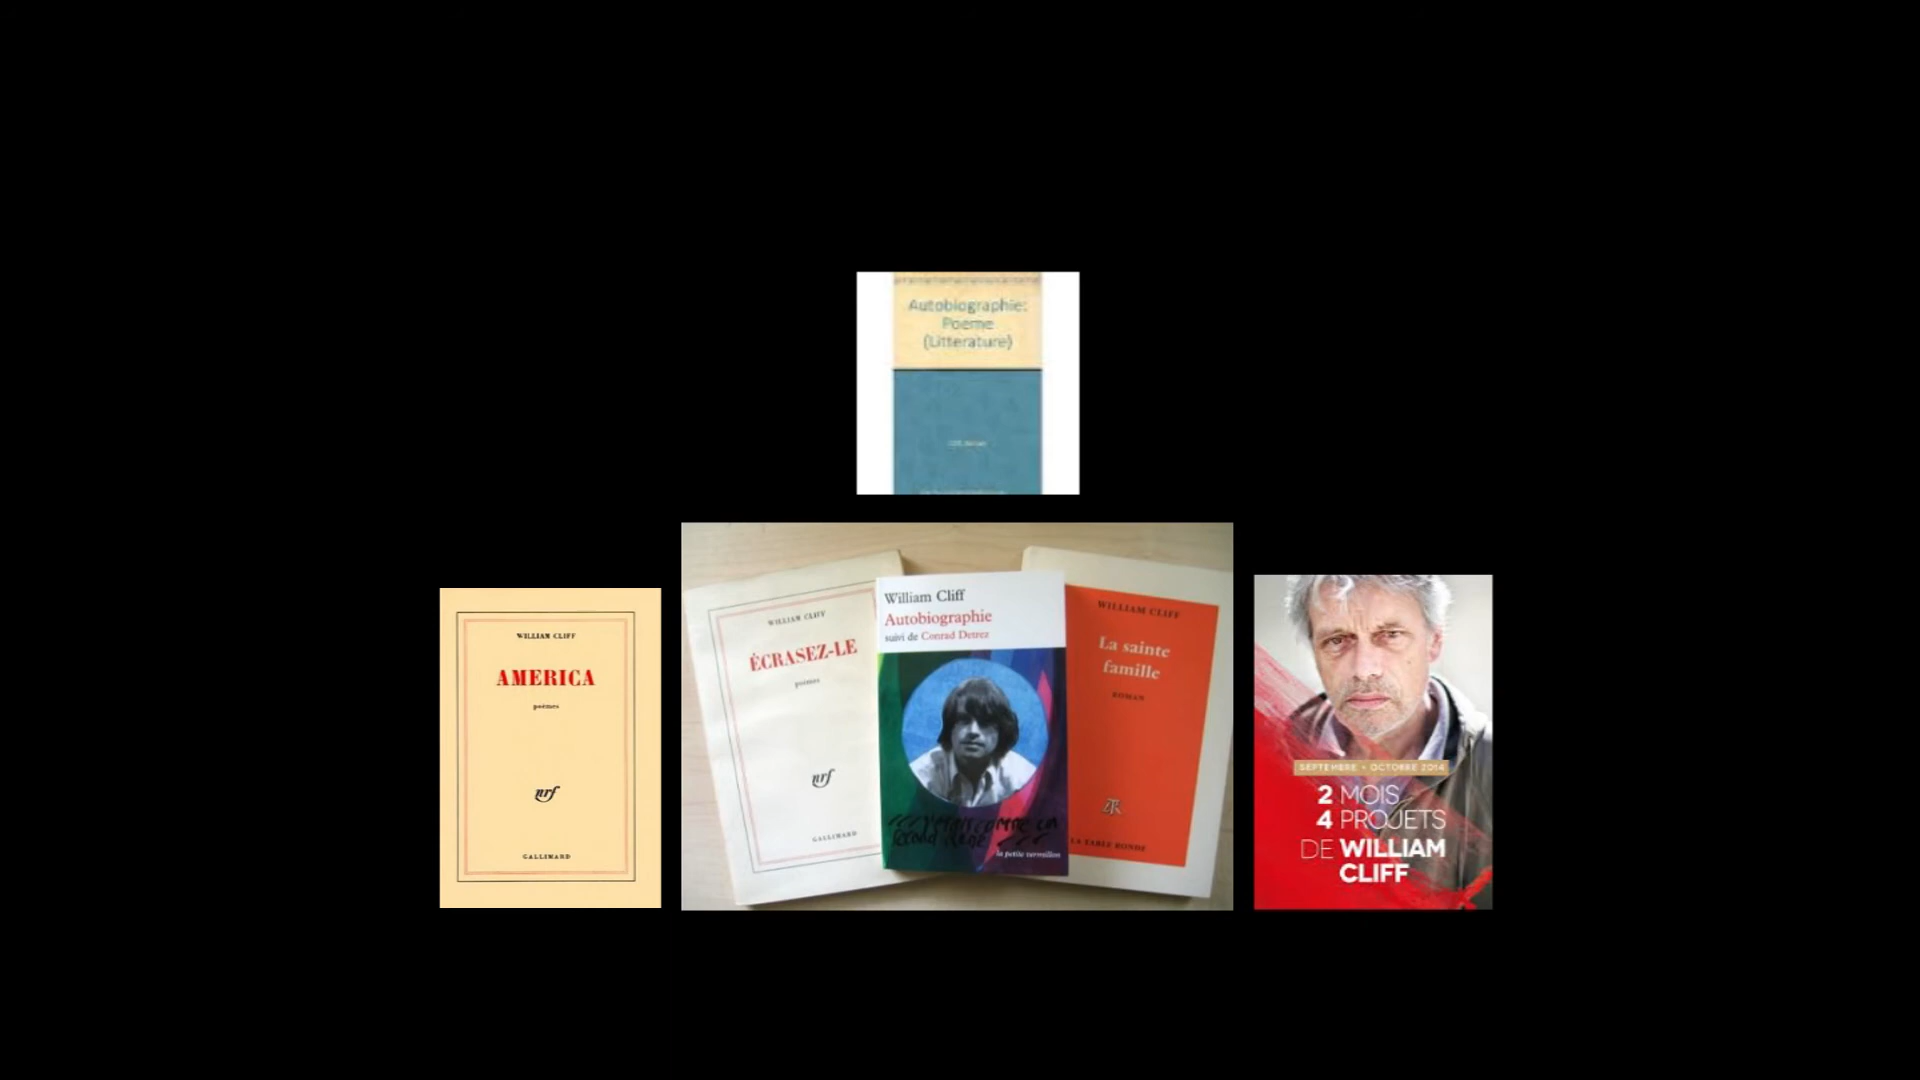 Autobiographie:
Poeme
(Litterature)
WILLIAM CLIFF
AMERICA
poèmes
nrf
GALLIMARD
WILLIAM CLIFF
ÉCRASEZ-LE
poèmes
nrf
GALLIMARD
William Cliff
Autobiographie
suivi de Conrad Detrez
la petite vermillon
WILLIAM CLIFF
La sainte
famille
ROMAN
LA TABLE RONDE
SEPTEMBRE • OCTOBRE 2014
2 MOIS
4 PROJETS
DE WILLIAM
CLIFF